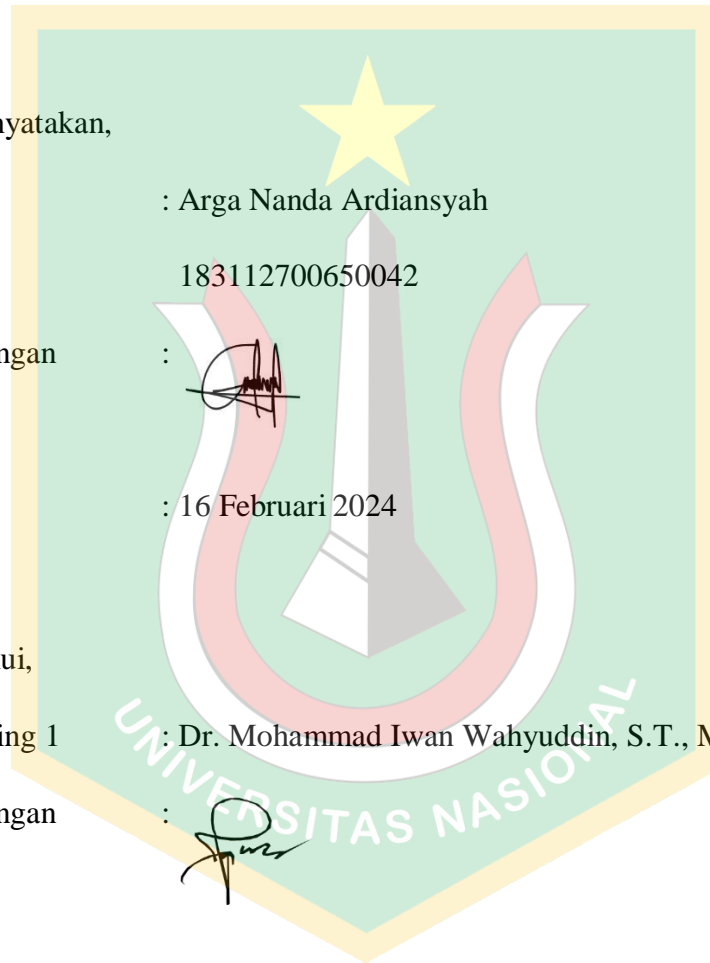 nyatakan,
: Arga Nanda Ardiansyah
183112700650042
ngan :
: 16 Februari 2024
ui,
ing 1 : Dr. Mohammad Iwan Wahyuddin, S.T., M
ngan :
UNIVERSITAS NASIONAL